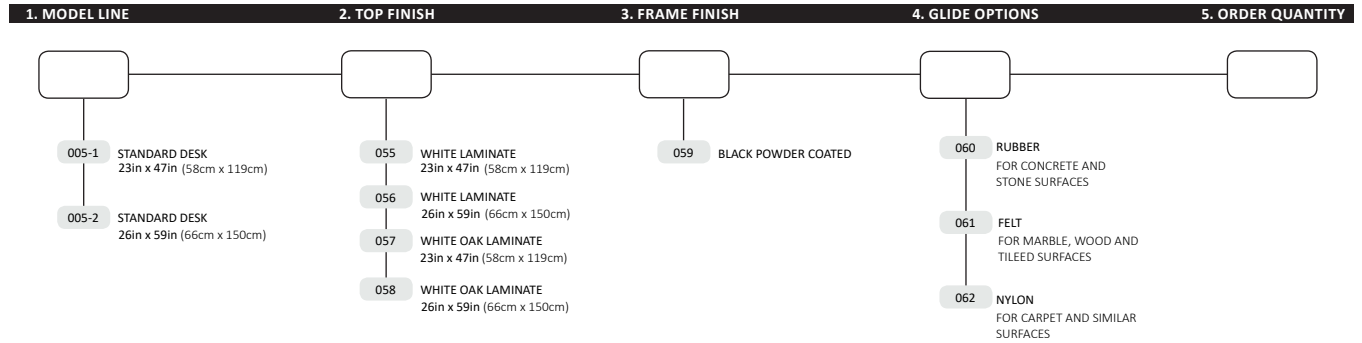 1. MODEL LINE
2. TOP FINISH
3. FRAME FINISH
4. GLIDE OPTIONS
5. ORDER QUANTITY
005-1 STANDARD DESK
23in x 47in (58cm x 119cm)
005-2 STANDARD DESK
26in x 59in (66cm x 150cm)
055 WHITE LAMINATE
23in x 47in (58cm x 119cm)
056 WHITE LAMINATE
26in x 59in (66cm x 150cm)
057 WHITE OAK LAMINATE
23in x 47in (58cm x 119cm)
058 WHITE OAK LAMINATE
26in x 59in (66cm x 150cm)
059 BLACK POWDER COATED
060 RUBBER
FOR CONCRETE AND
STONE SURFACES
061 FELT
FOR MARBLE, WOOD AND
TILEED SURFACES
062 NYLON
FOR CARPET AND SIMILAR
SURFACES